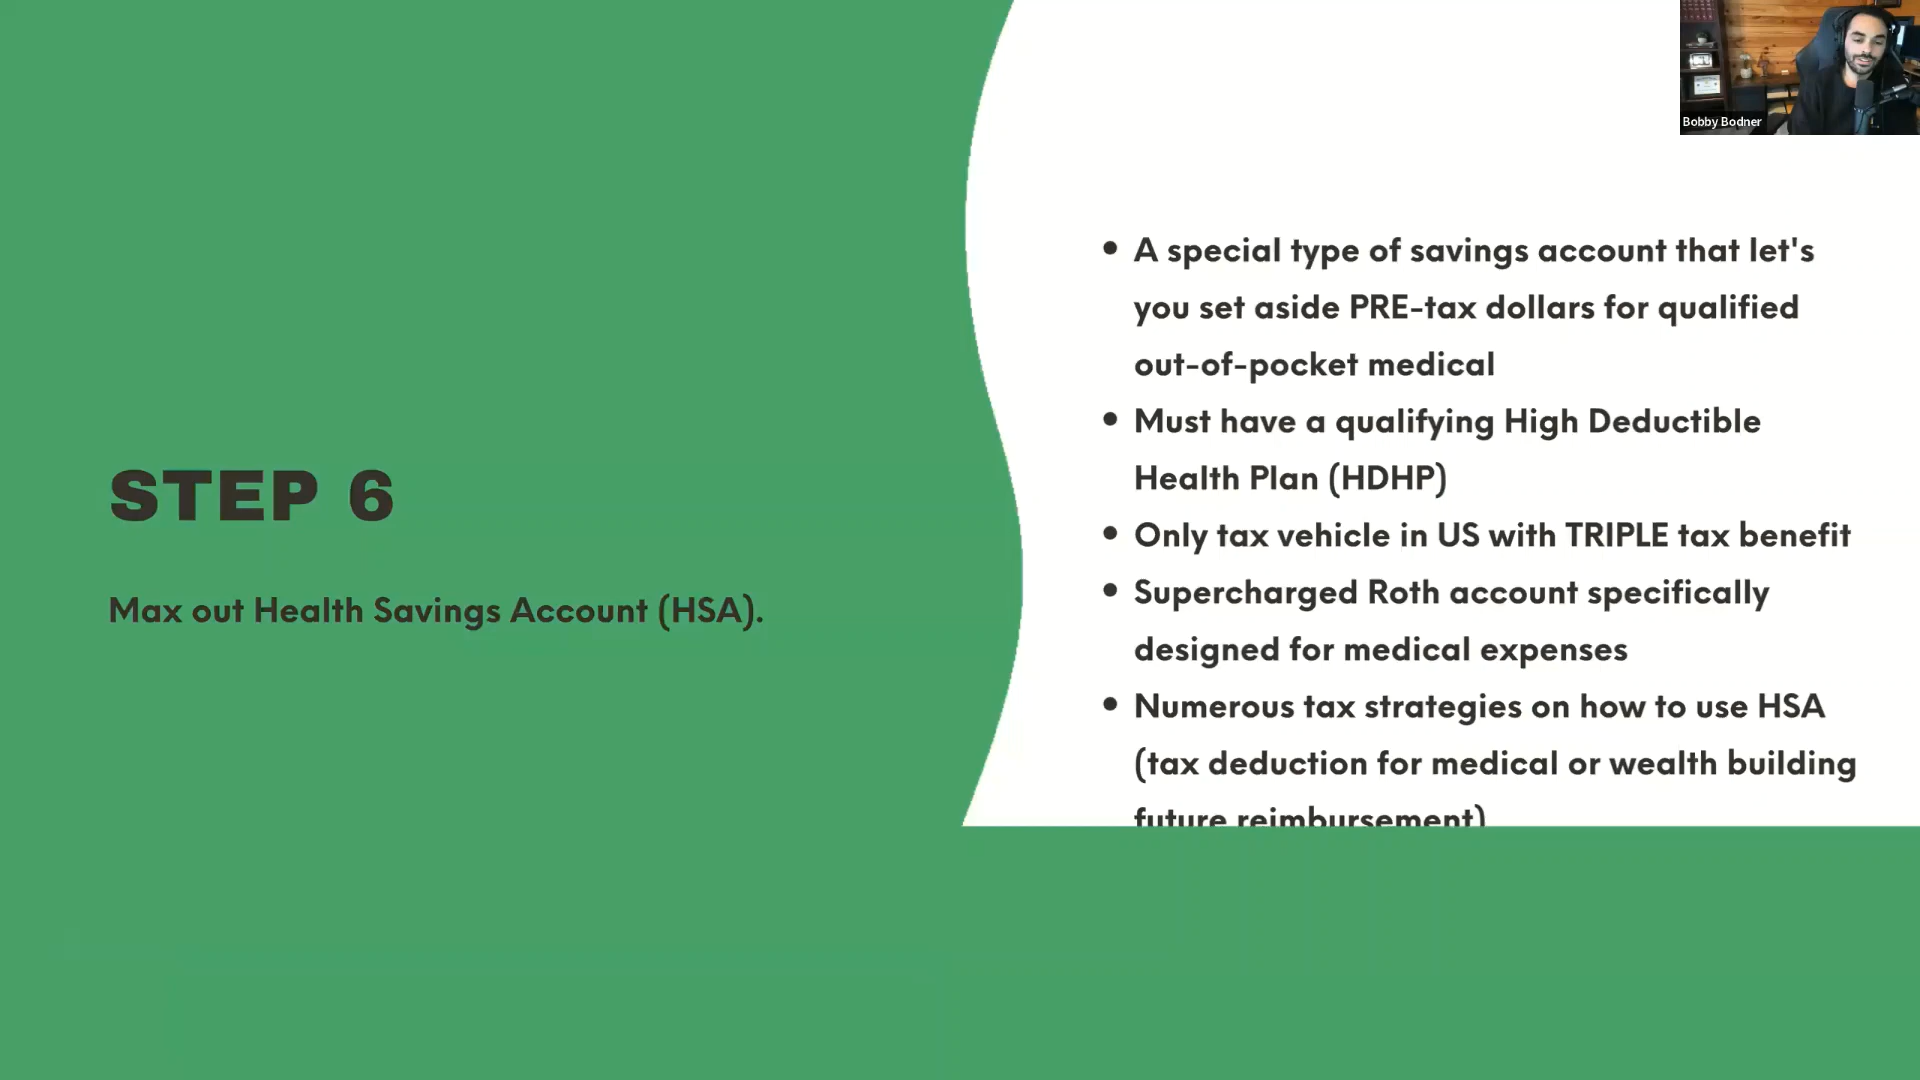 STEP 6
Max out Health Savings Account (HSA).
• A special type of savings account that let's
you set aside PRE-tax dollars for qualified
out-of-pocket medical
• Must have a qualifying High Deductible
Health Plan (HDHP)
• Only tax vehicle in US with TRIPLE tax benefit
• Supercharged Roth account specifically
designed for medical expenses
• Numerous tax strategies on how to use HSA
(tax deduction for medical or wealth building
future reimbursement)
Bobby Bodner